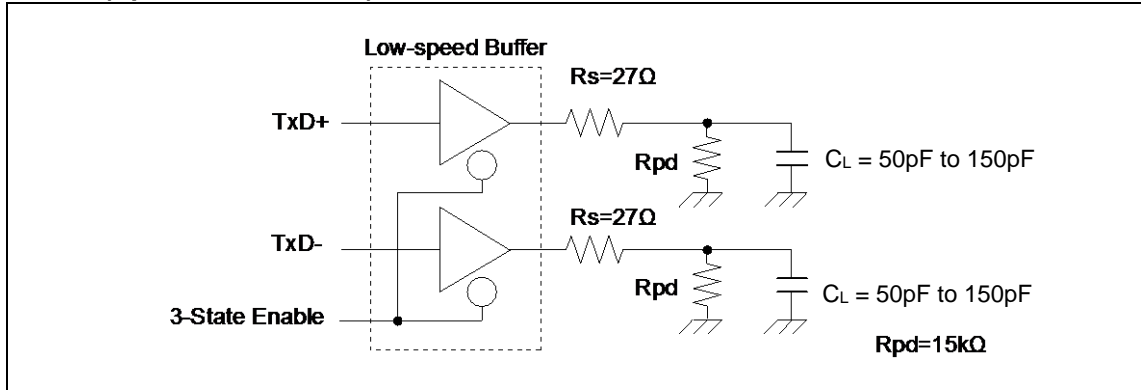 Low-speed Buffer
Rs=27Ω
TxD+
Rpd
CL = 50pF to 150pF
Rs=27Ω
TxD-
Rpd
CL = 50pF to 150pF
3-State Enable
Rpd=15kΩ